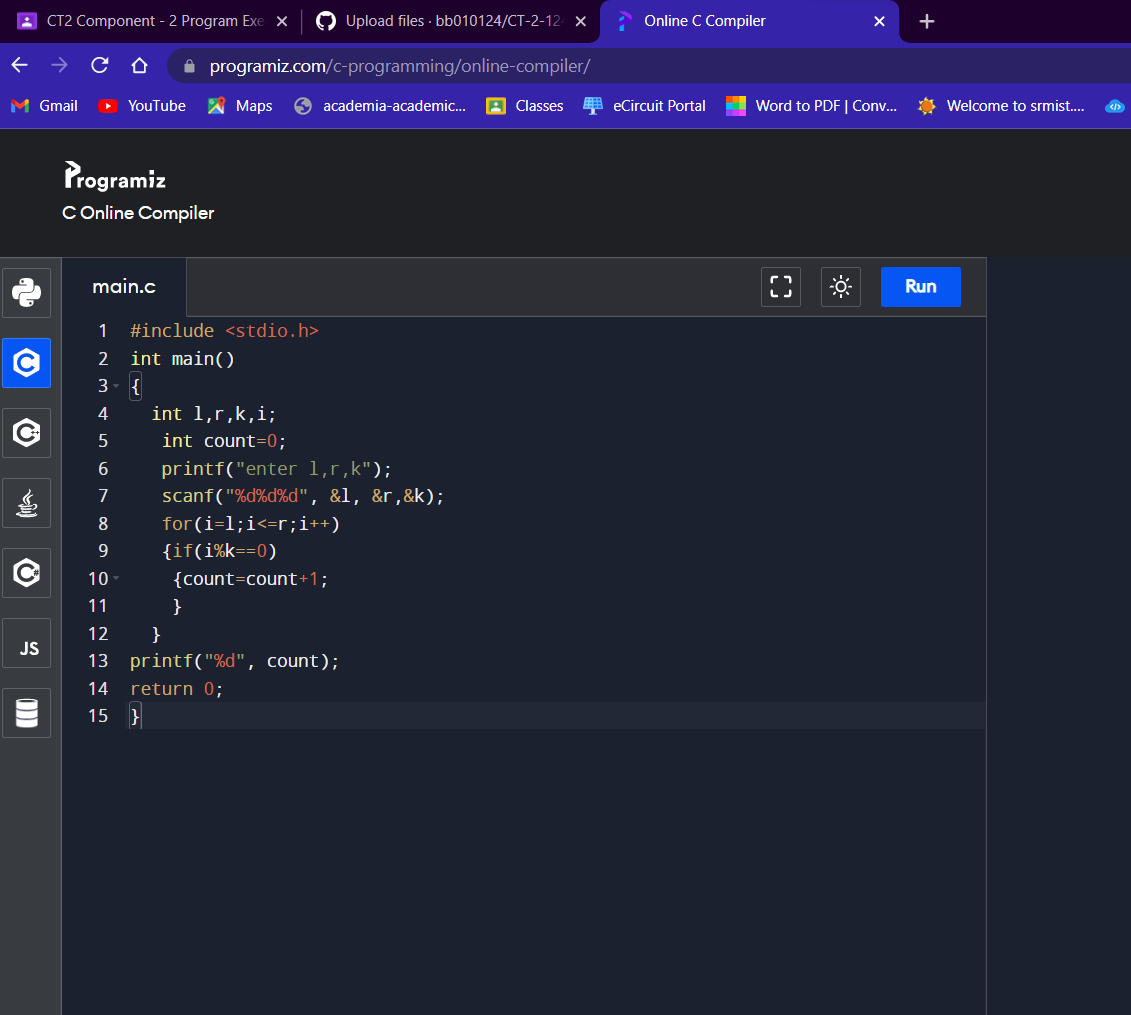 CT2 Component - 2 Program Exe
Upload files · bb010124/CT-2-124
Online C Compiler
programiz.com/c-programming/online-compiler/
Gmail YouTube Maps academia-academic... Classes eCircuit Portal Word to PDF | Conv... Welcome to srmist....
Programiz
C Online Compiler
main.c
Run
1 #include <stdio.h>
2 int main()
3 {
4 int l,r,k,i;
5 int count=0;
6 printf("enter l,r,k");
7 scanf("%d%d%d", &l, &r,&k);
8 for(i=l;i<=r;i++)
9 {if(i%k==0)
10 {count=count+1;
11 }
12 }
13 printf("%d", count);
14 return 0;
15 }
JS